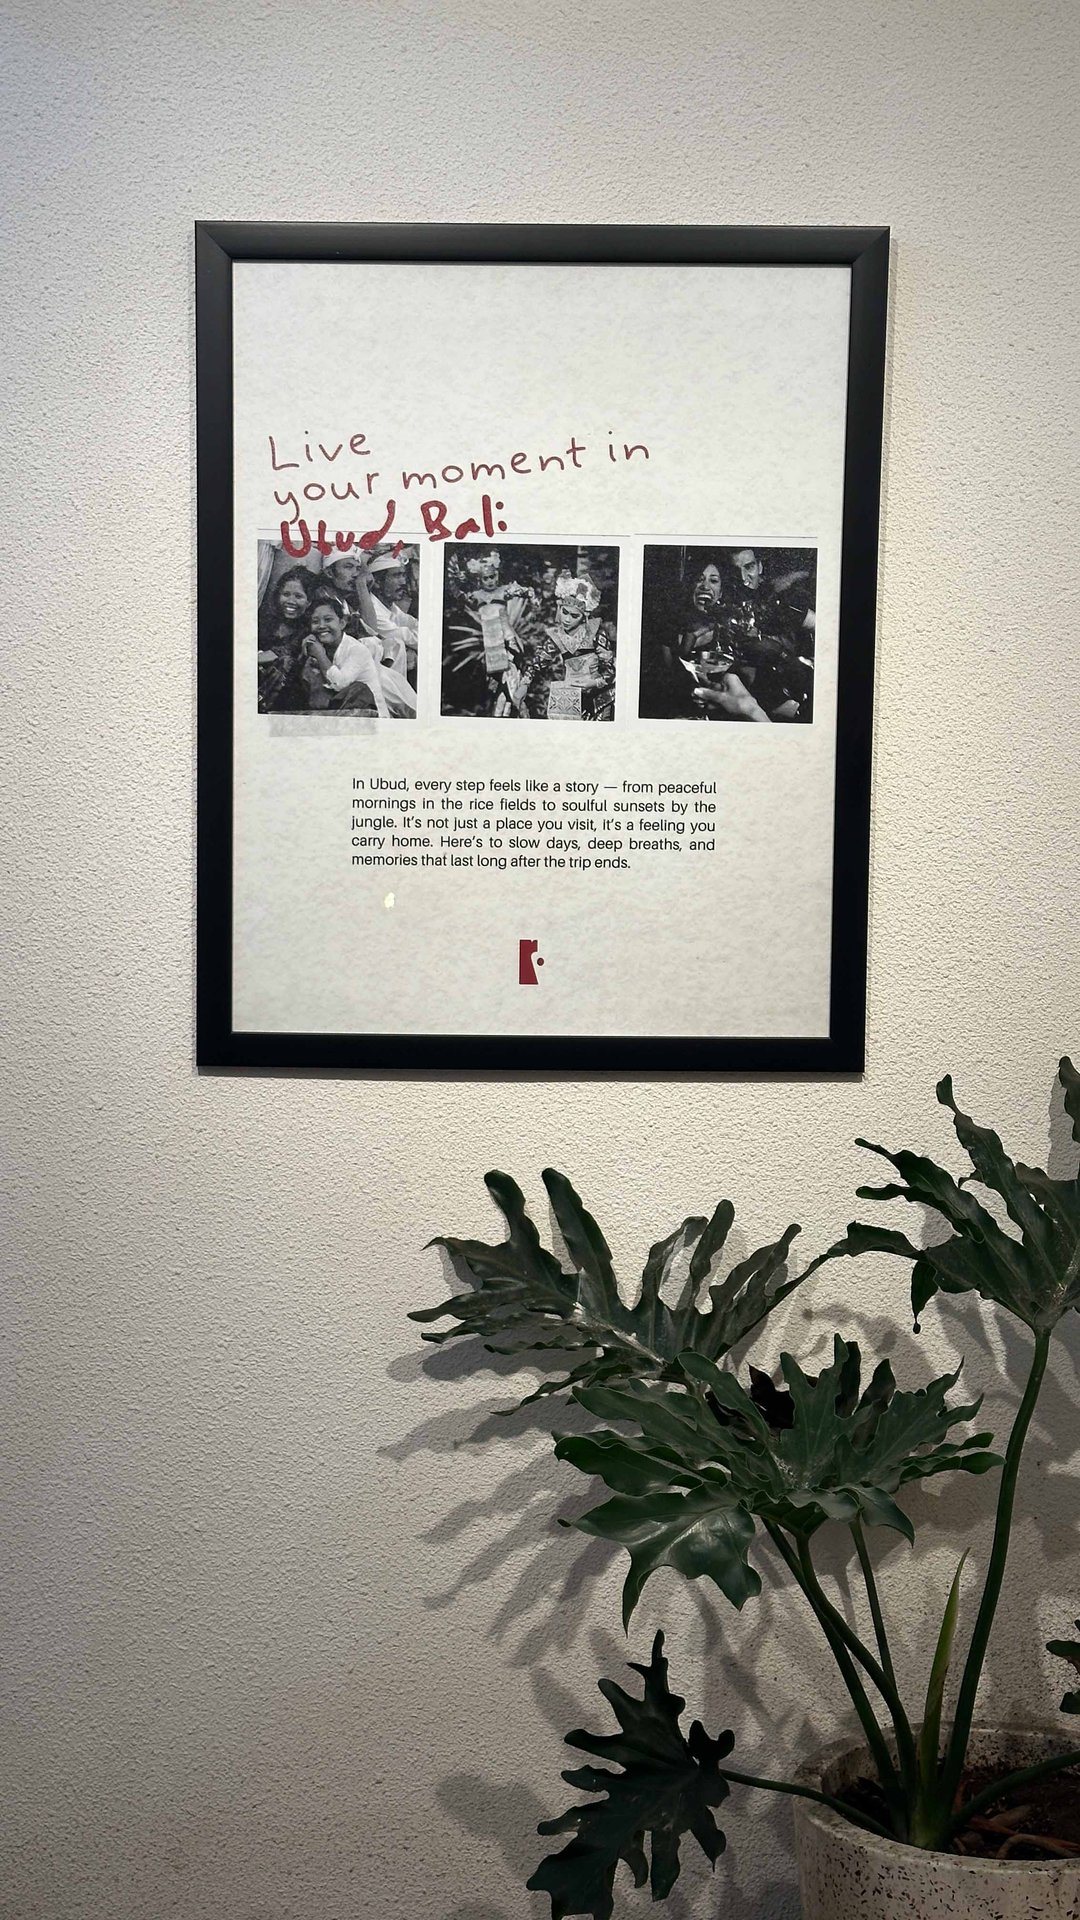 Live
your moment in
Ubud, Bali
In Ubud, every step feels like a story — from peaceful
mornings in the rice fields to soulful sunsets by the
jungle. It's not just a place you visit, it's a feeling you
carry home. Here's to slow days, deep breaths, and
memories that last long after the trip ends.